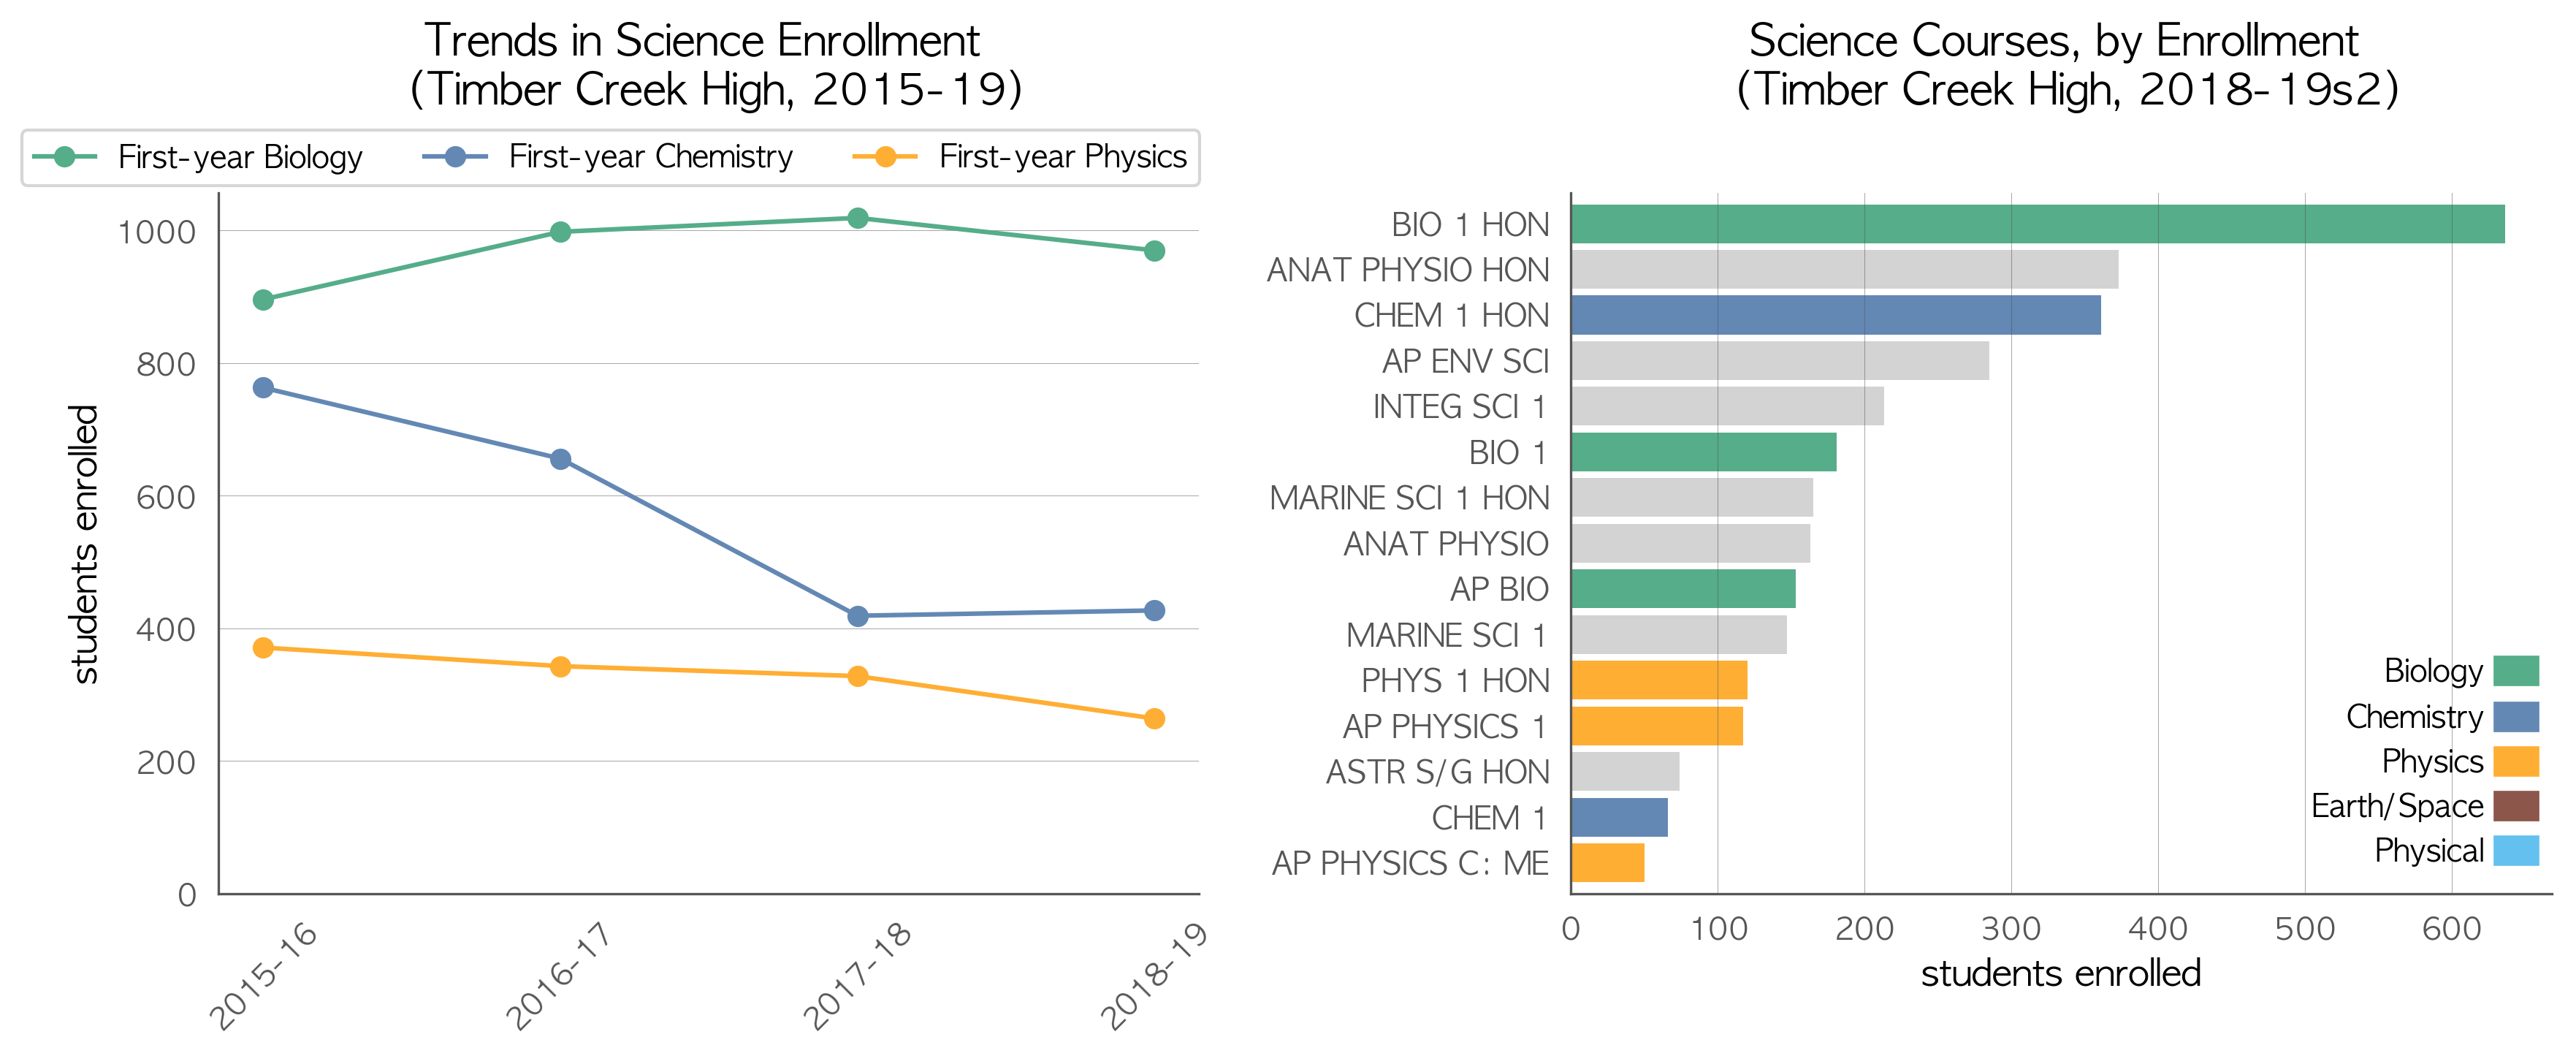 Trends in Science Enrollment
(Timber Creek High, 2015-19)
First-year Biology First-year Chemistry First-year Physics
students enrolled
1000
800
600
400
200
0
2015-16
2016-17
2017-18
2018-19
Science Courses, by Enrollment
(Timber Creek High, 2018-19s2)
BIO 1 HON
ANAT PHYSIO HON
CHEM 1 HON
AP ENV SCI
INTEG SCI 1
BIO 1
MARINE SCI 1 HON
ANAT PHYSIO
AP BIO
MARINE SCI 1
PHYS 1 HON
AP PHYSICS 1
ASTR S/G HON
CHEM 1
AP PHYSICS C: ME
Biology
Chemistry
Physics
Earth/Space
Physical
0 100 200 300 400 500 600
students enrolled